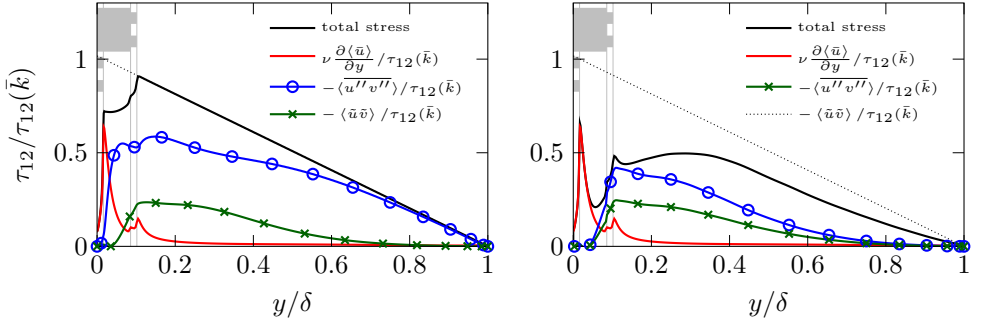 total stress
ν ∂⟨ū⟩/∂y /τ₁₂(k̄)
−⟨u''v''⟩/τ₁₂(k̄)
− ⟨ũṽ⟩ /τ₁₂(k̄)
τ₁₂/τ₁₂(k̄)
1
0.5
0
0 0.2 0.4 0.6 0.8 1
y/δ
total stress
ν ∂⟨ū⟩/∂y /τ₁₂(k̄)
−⟨u''v''⟩/τ₁₂(k̄)
− ⟨ũṽ⟩ /τ₁₂(k̄)
1
0.5
0
0 0.2 0.4 0.6 0.8 1
y/δ